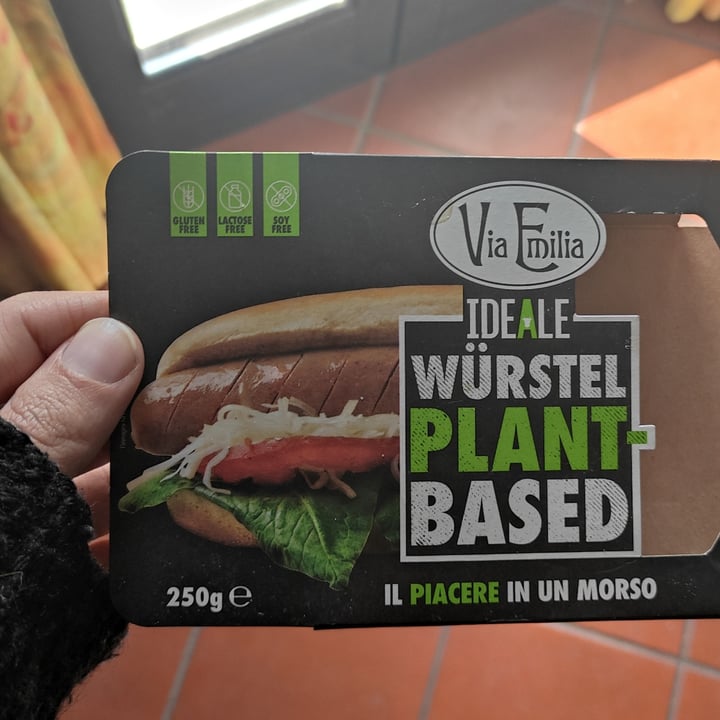 GLUTEN
FREE
LACTOSE
FREE
SOY
FREE
Via Emilia
IDEALE
WÜRSTEL
PLANT-
BASED
250g ℮
IL PIACERE IN UN MORSO